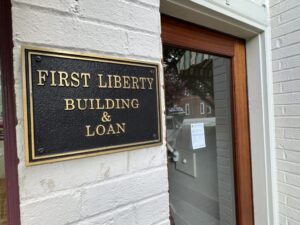 FIRST LIBERTY
BUILDING
&
LOAN